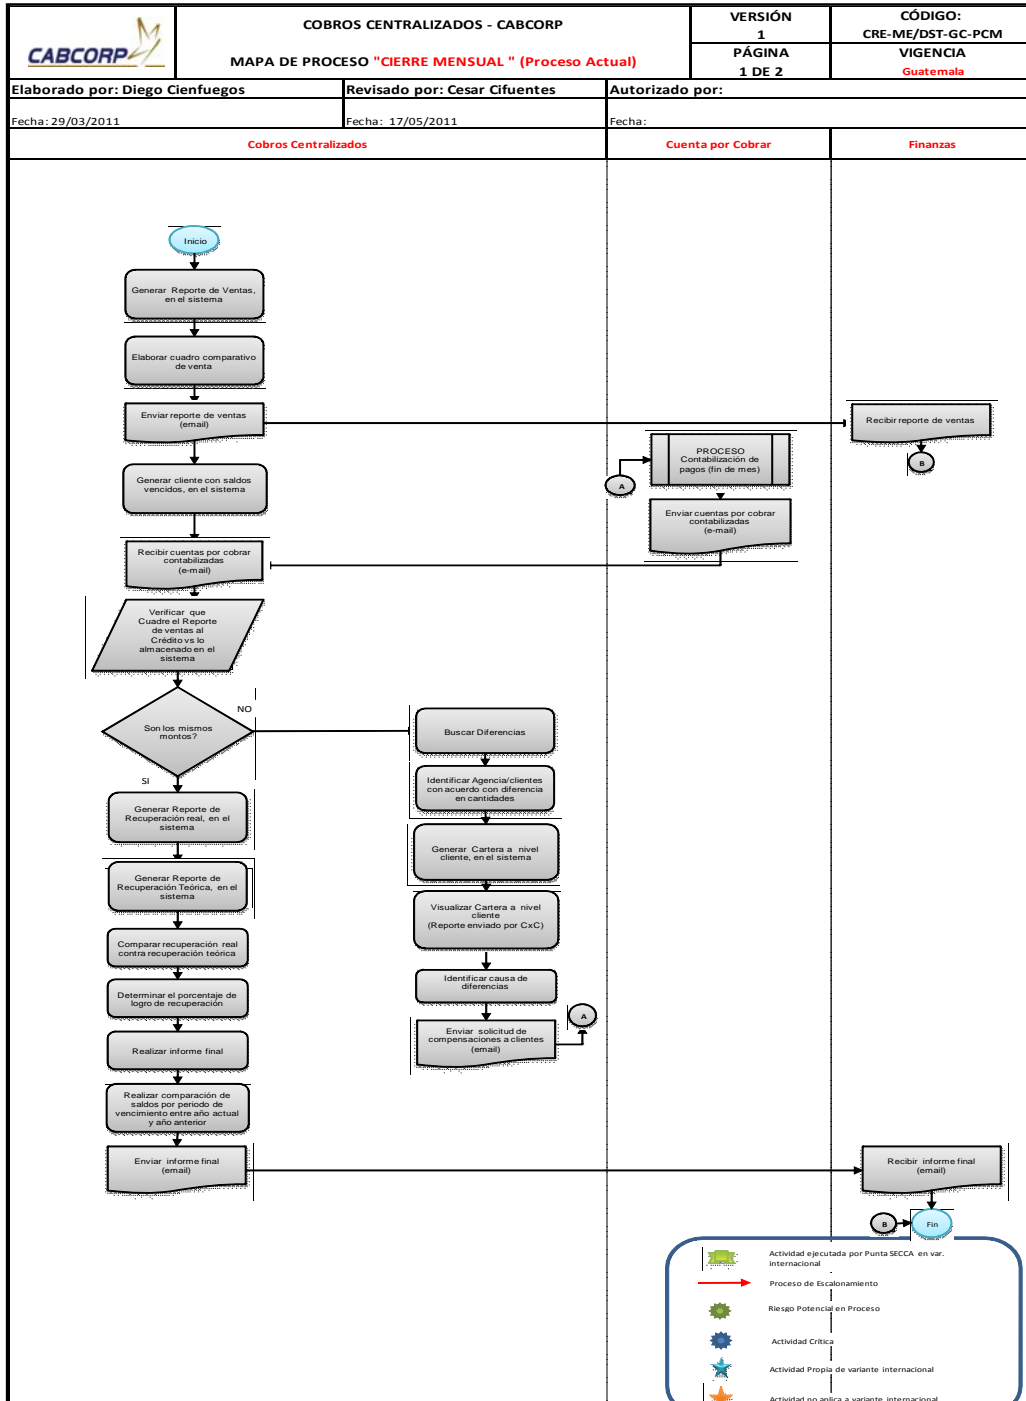 CABCORP
COBROS CENTRALIZADOS - CABCORP
MAPA DE PROCESO "CIERRE MENSUAL " (Proceso Actual)
VERSIÓN
1
CÓDIGO:
CRE-ME/DST-GC-PCM
PÁGINA
1 DE 2
VIGENCIA
Guatemala
Elaborado por: Diego Cienfuegos
Revisado por: Cesar Cifuentes
Autorizado por:
Fecha: 29/03/2011
Fecha: 17/05/2011
Fecha:
Cobros Centralizados
Cuenta por Cobrar
Finanzas
Inicio
Generar Reporte de Ventas,
en el sistema
Elaborar cuadro comparativo
de venta
Enviar reporte de ventas
(email)
Recibir reporte de ventas
B
PROCESO
Contabilización de
pagos (fin de mes)
A
Generar cliente con saldos
vencidos, en el sistema
Enviar cuentas por cobrar
contabilizadas
(e-mail)
Recibir cuentas por cobrar
contabilizadas
(e-mail)
Verificar que
Cuadre el Reporte
de ventas al
Crédito vs lo
almacenado en el
sistema
Son los mismos
montos?
NO
SI
Buscar Diferencias
Identificar Agencia/clientes
con acuerdo con diferencia
en cantidades
Generar Cartera a nivel
cliente, en el sistema
Visualizar Cartera a nivel
cliente
(Reporte enviado por CxC)
Identificar causa de
diferencias
Enviar solicitud de
compensaciones a clientes
(email)
A
Generar Reporte de
Recuperación real, en el
sistema
Generar Reporte de
Recuperación Teórica, en el
sistema
Comparar recuperación real
contra recuperación teórica
Determinar el porcentaje de
logro de recuperación
Realizar informe final
Realizar comparación de
saldos por periodo de
vencimiento entre año actual
y año anterior
Enviar informe final
(email)
Recibir informe final
(email)
B
Fin
Actividad ejecutada por Punta SECCA en var.
internacional
Proceso de Escalonamiento
Riesgo Potencial en Proceso
Actividad Crítica
Actividad Propia de variante internacional
Actividad no aplica a variante internacional